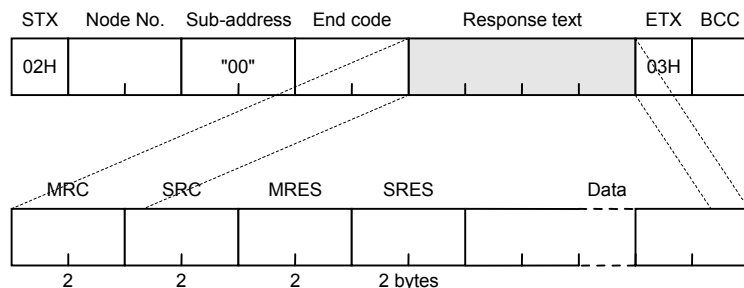 STX Node No. Sub-address End code Response text ETX BCC
02H "00" 03H
MRC SRC MRES SRES Data
2 2 2 2 bytes